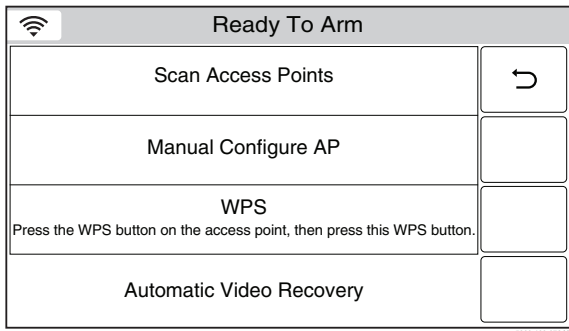 Ready To Arm
Scan Access Points
Manual Configure AP
WPS
Press the WPS button on the access point, then press this WPS button.
Automatic Video Recovery